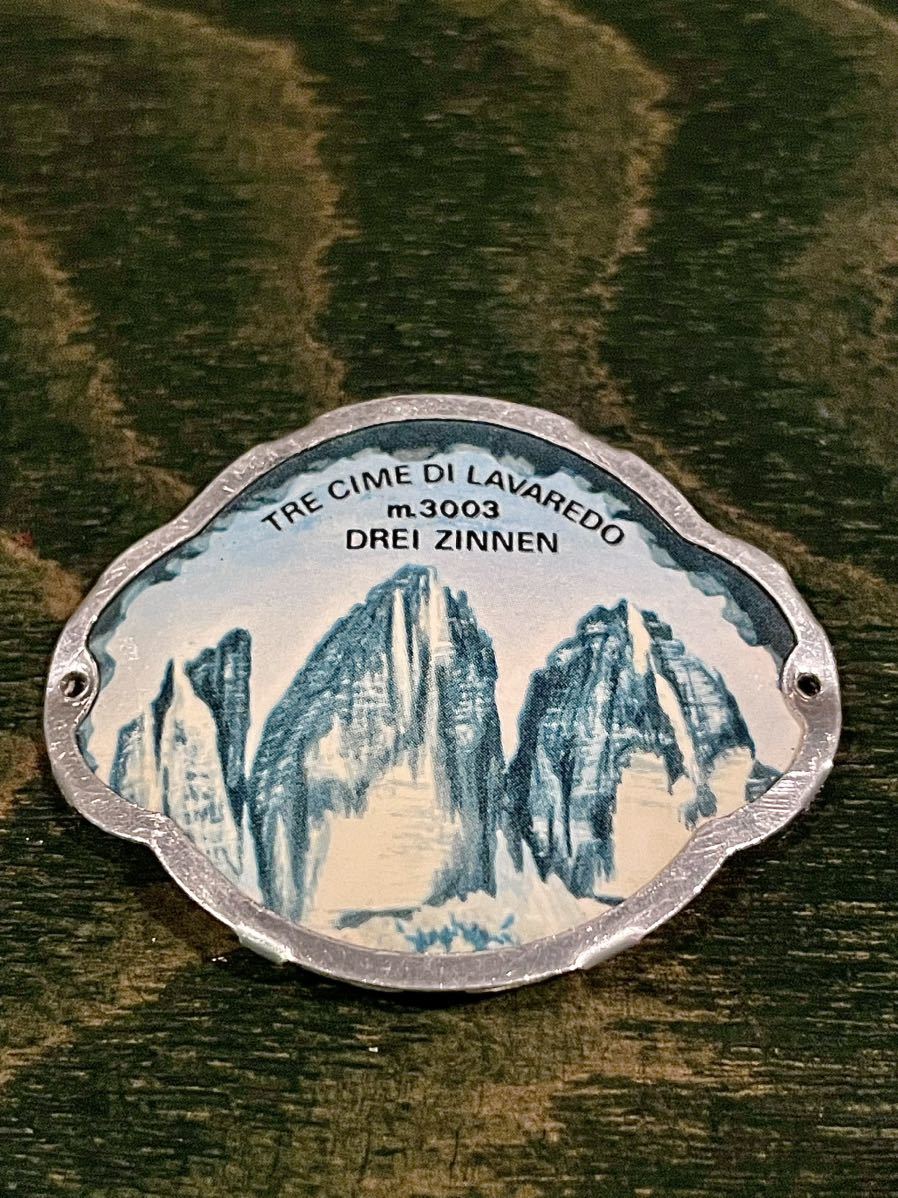 TRE CIME DI LAVAREDO
m.3003
DREI ZINNEN